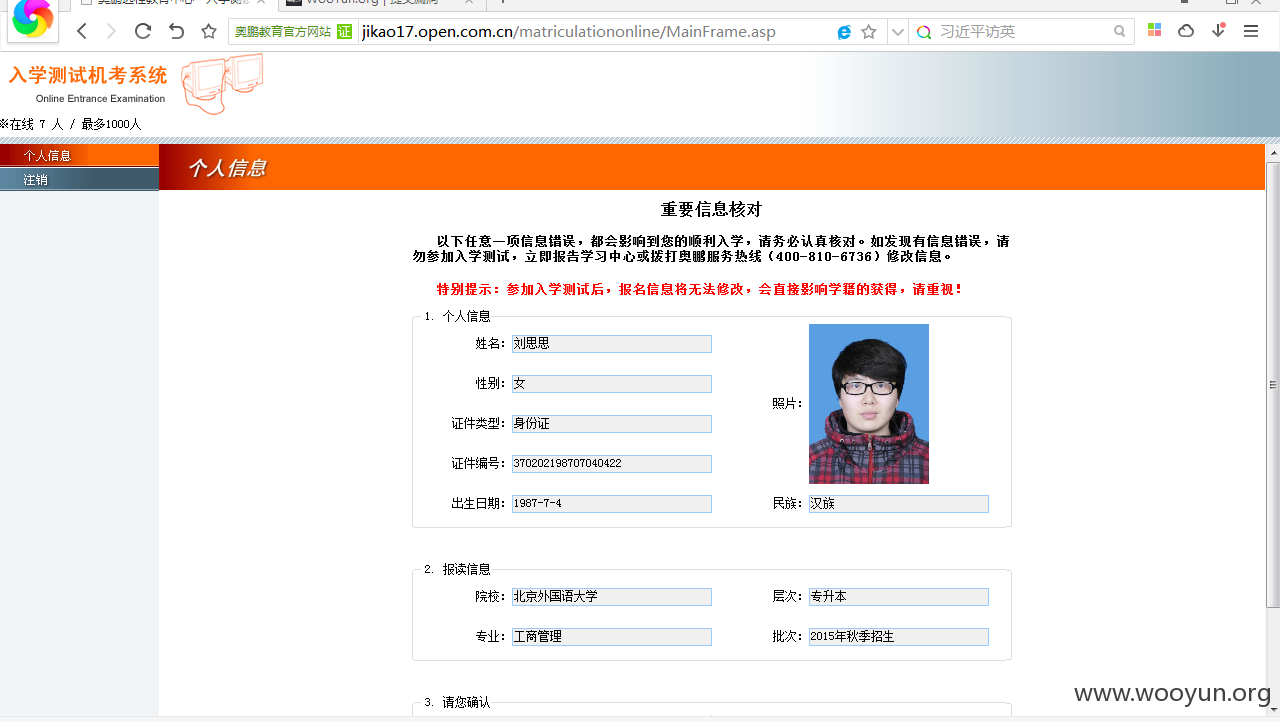 奥鹏教育官方网站 证 jikao17.open.com.cn/matriculationonline/MainFrame.asp 习近平访英
入学测试机考系统
Online Entrance Examination
※在线 7 人 / 最多1000人
个人信息
注销
个人信息
重要信息核对
以下任意一项信息错误，都会影响到您的顺利入学，请务必认真核对。如发现有信息错误，请
勿参加入学测试，立即报告学习中心或拨打奥鹏服务热线（400-810-6736）修改信息。
特别提示：参加入学测试后，报名信息将无法修改，会直接影响学籍的获得，请重视！
1. 个人信息
姓名： 刘思思
性别： 女
照片：
证件类型： 身份证
证件编号： 370202198707040422
出生日期： 1987-7-4 民族： 汉族
2. 报读信息
院校： 北京外国语大学 层次： 专升本
专业： 工商管理 批次： 2015年秋季招生
3. 请您确认
www.wooyun.org